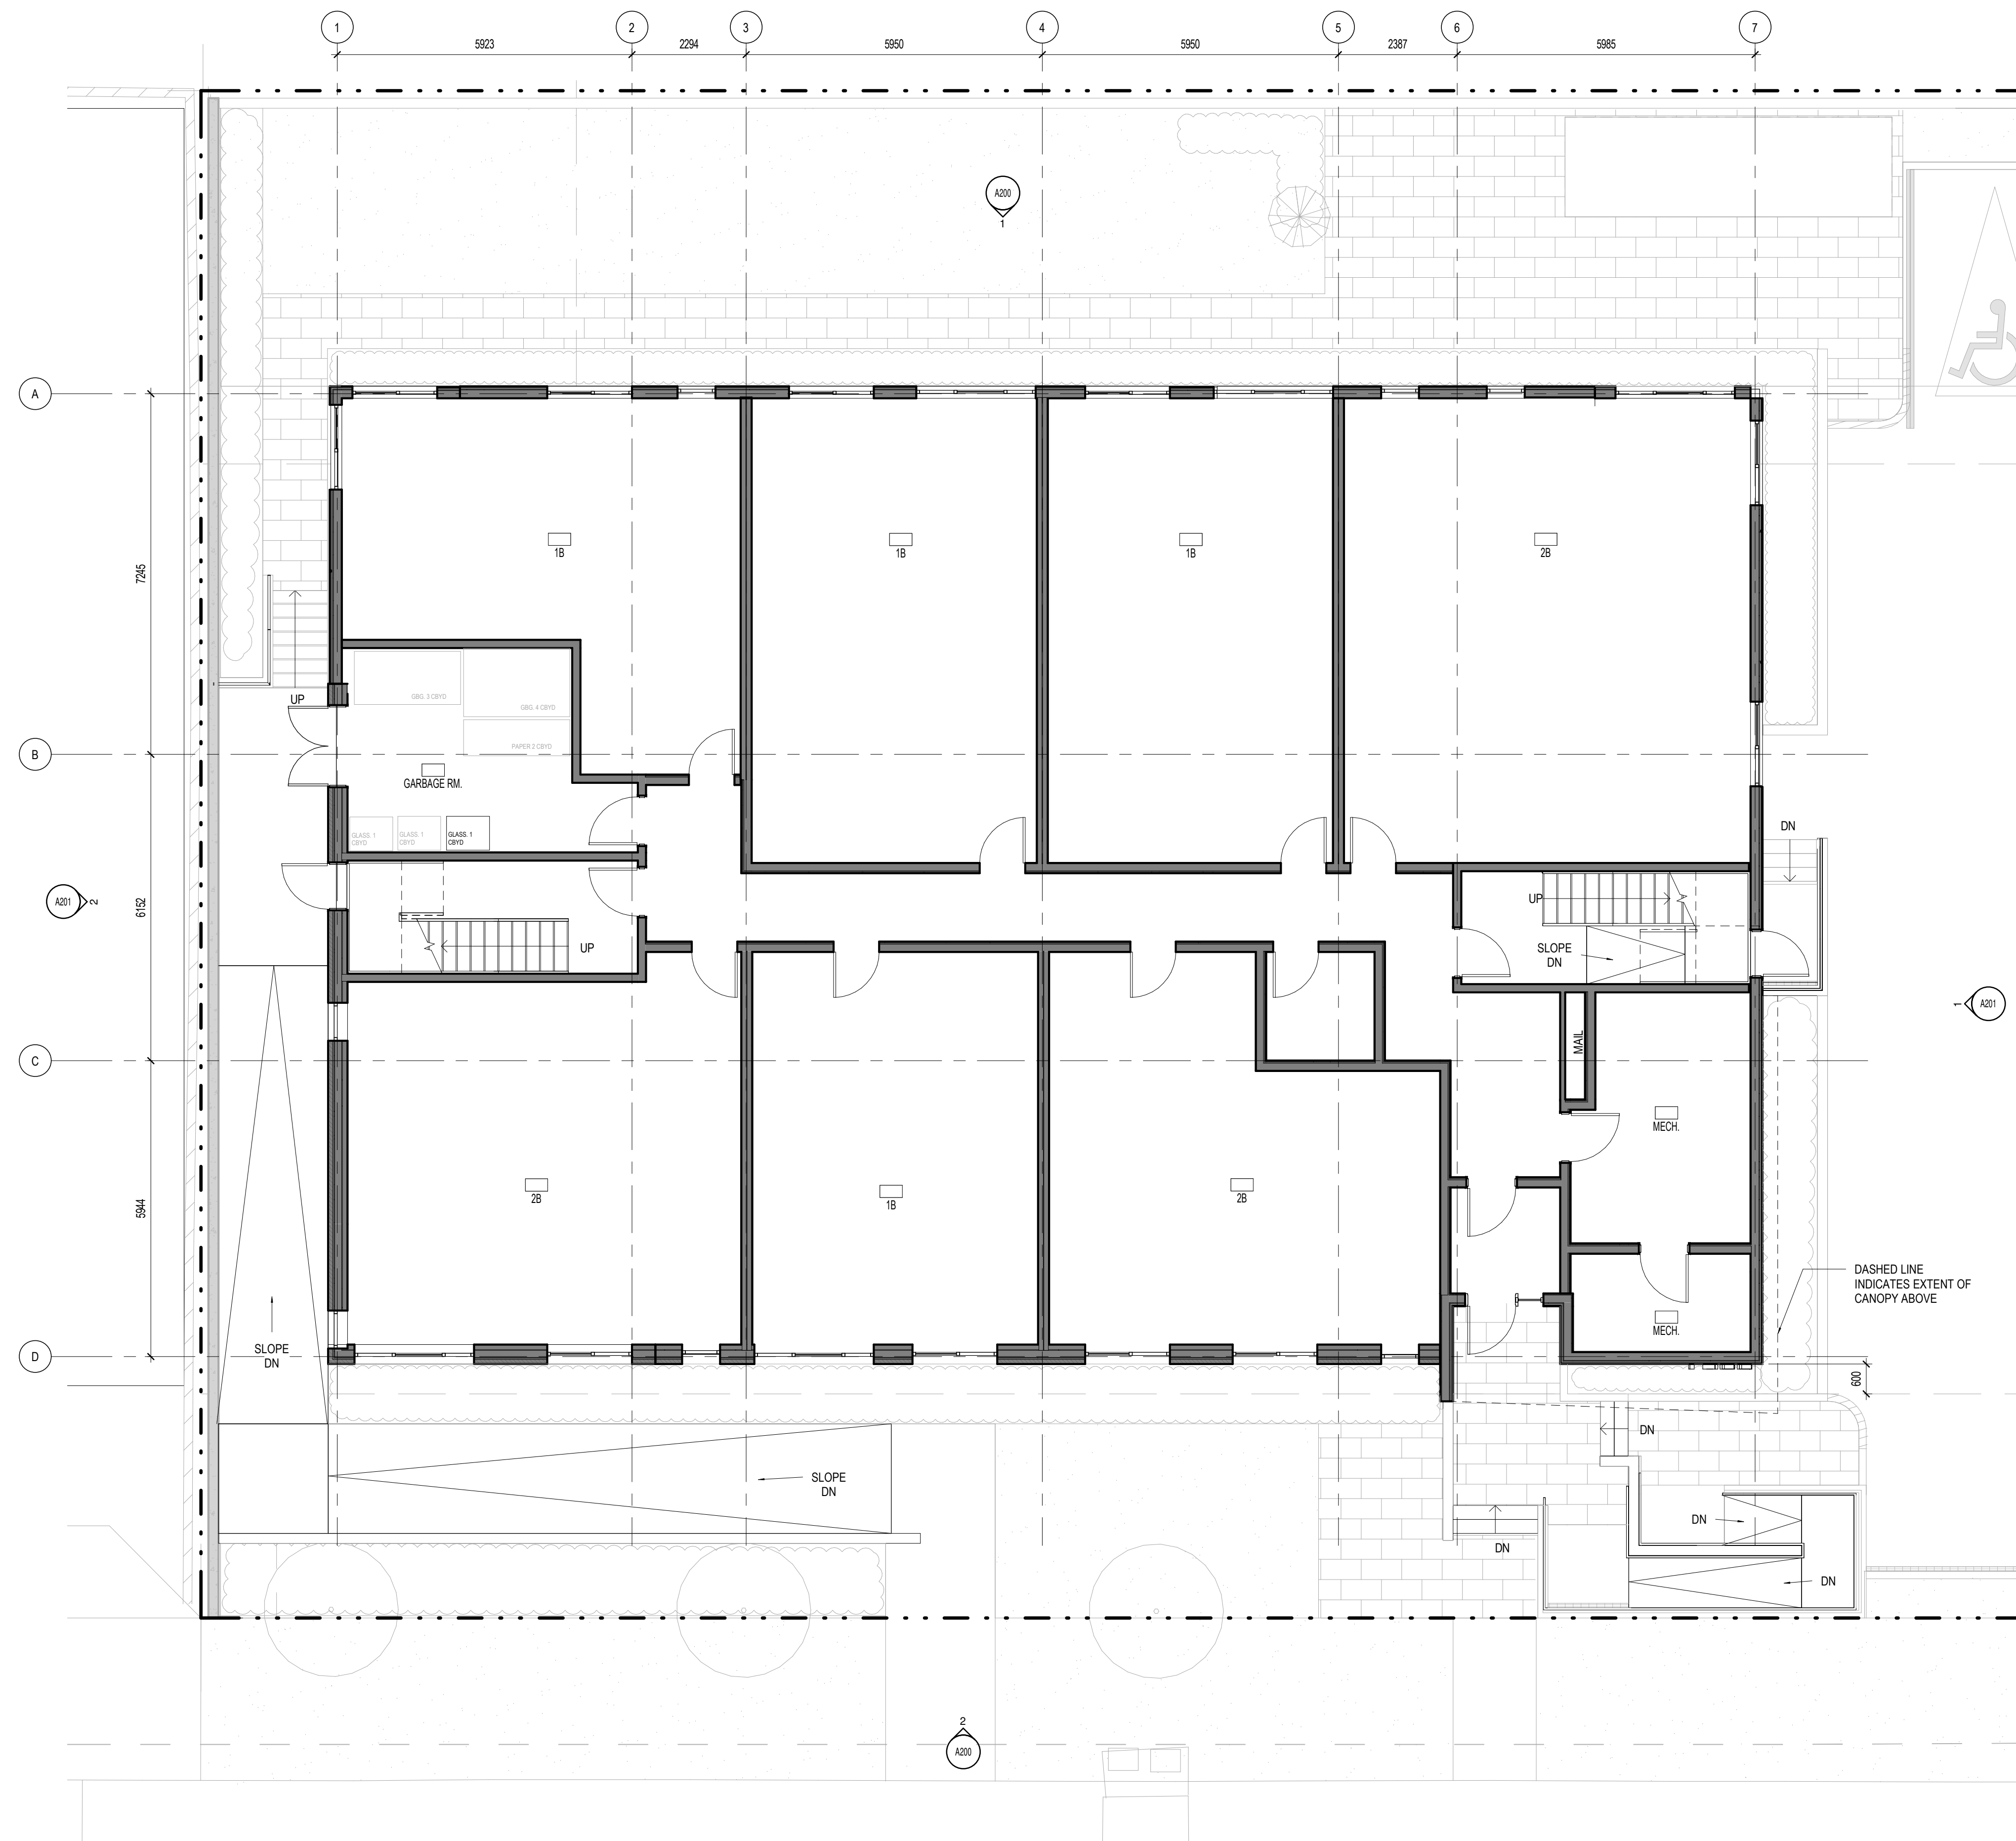 1
2
3
4
5
6
7
5923
2294
5950
5950
2387
5985
A200
1
A
1B
1B
1B
2B
7245
UP
GBG. 3 CBYD
GBG. 4 CBYD
PAPER 2 CBYD
B
GARBAGE RM.
GLASS. 1
CBYD
GLASS. 1
CBYD
GLASS. 1
CBYD
DN
A201
2
6152
UP
UP
SLOPE
DN
1
A201
MAIL
C
MECH.
2B
1B
2B
5944
DASHED LINE
INDICATES EXTENT OF
CANOPY ABOVE
MECH.
SLOPE
DN
D
600
DN
SLOPE
DN
DN
DN
DN
2
A200